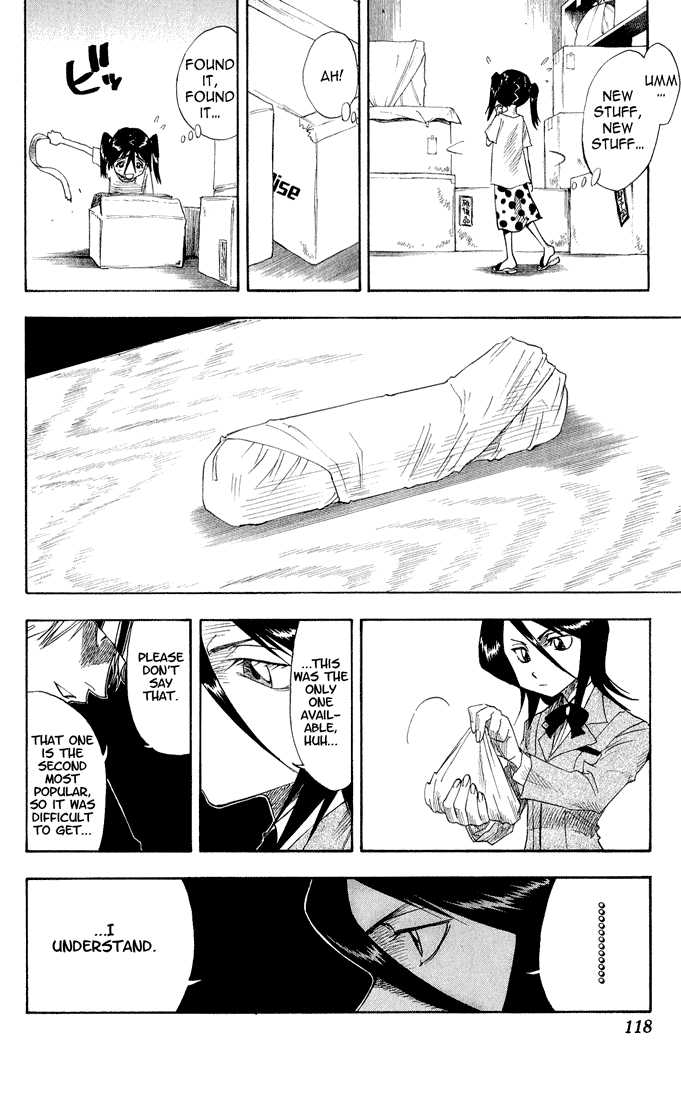 UMM
...
NEW
STUFF,
NEW
STUFF...
AH!
ise
FOUND
IT,
FOUND
IT...
ビッ
...THIS
WAS THE
ONLY
ONE
AVAIL-
ABLE,
HUH...
PLEASE
DON'T
SAY
THAT.
THAT ONE
IS THE
SECOND
MOST
POPULAR,
SO IT WAS
DIFFICULT
TO GET...
...I
UNDERSTAND.
118